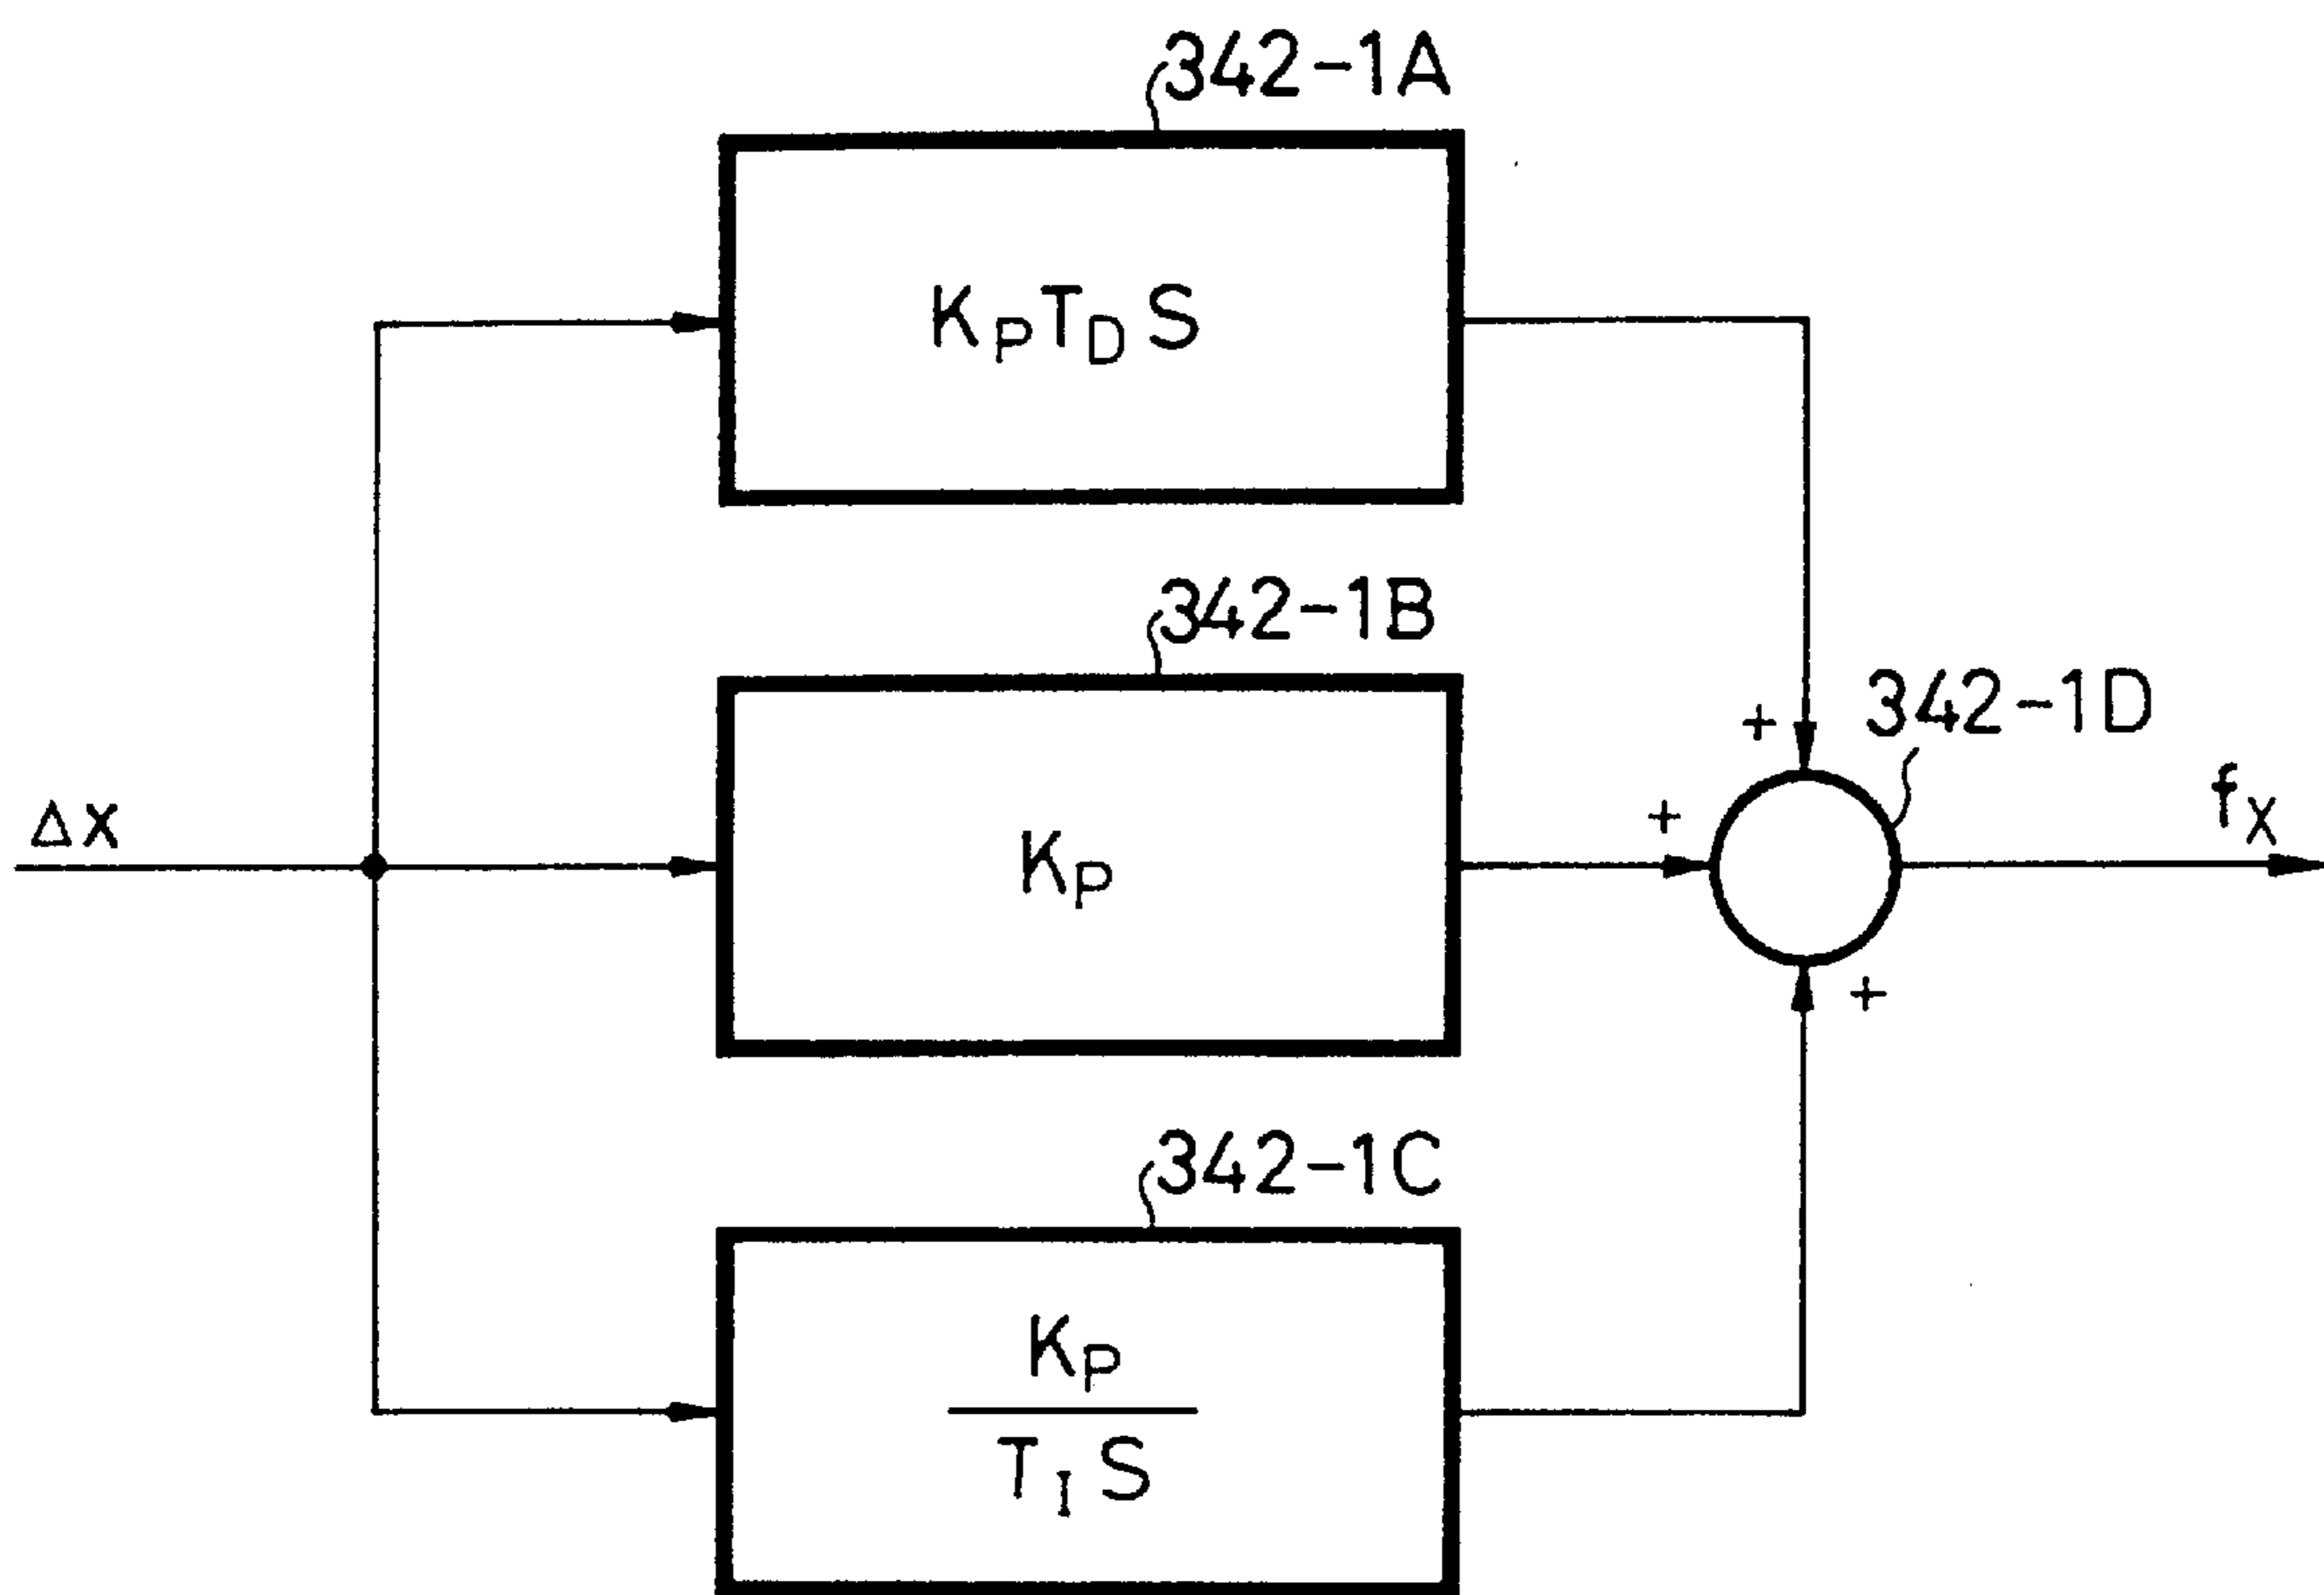 342-1A
KPTDS
342-1B
342-1D
+
+
Δx
KP
fX
+
342-1C
KP
TIS